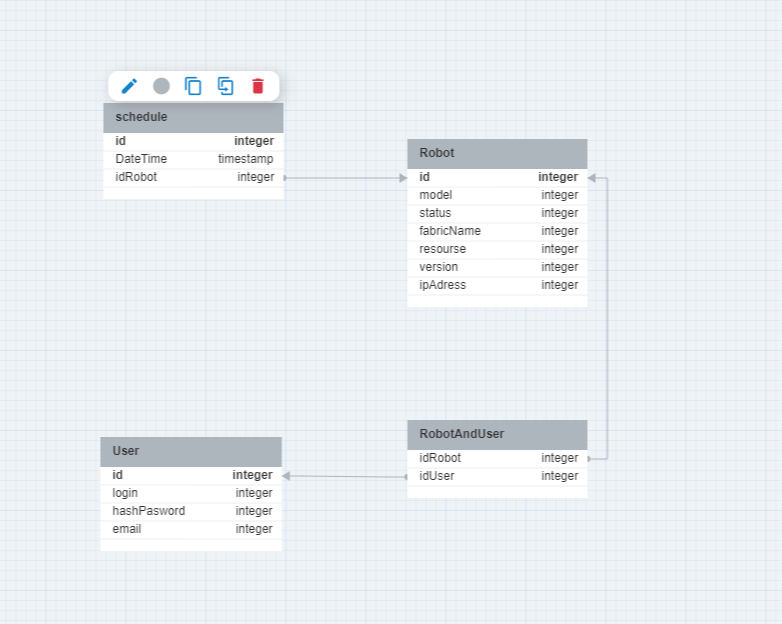 schedule
id integer
DateTime timestamp
idRobot integer
Robot
id integer
model integer
status integer
fabricName integer
resourse integer
version integer
ipAdress integer
User
id integer
login integer
hashPasword integer
email integer
RobotAndUser
idRobot integer
idUser integer